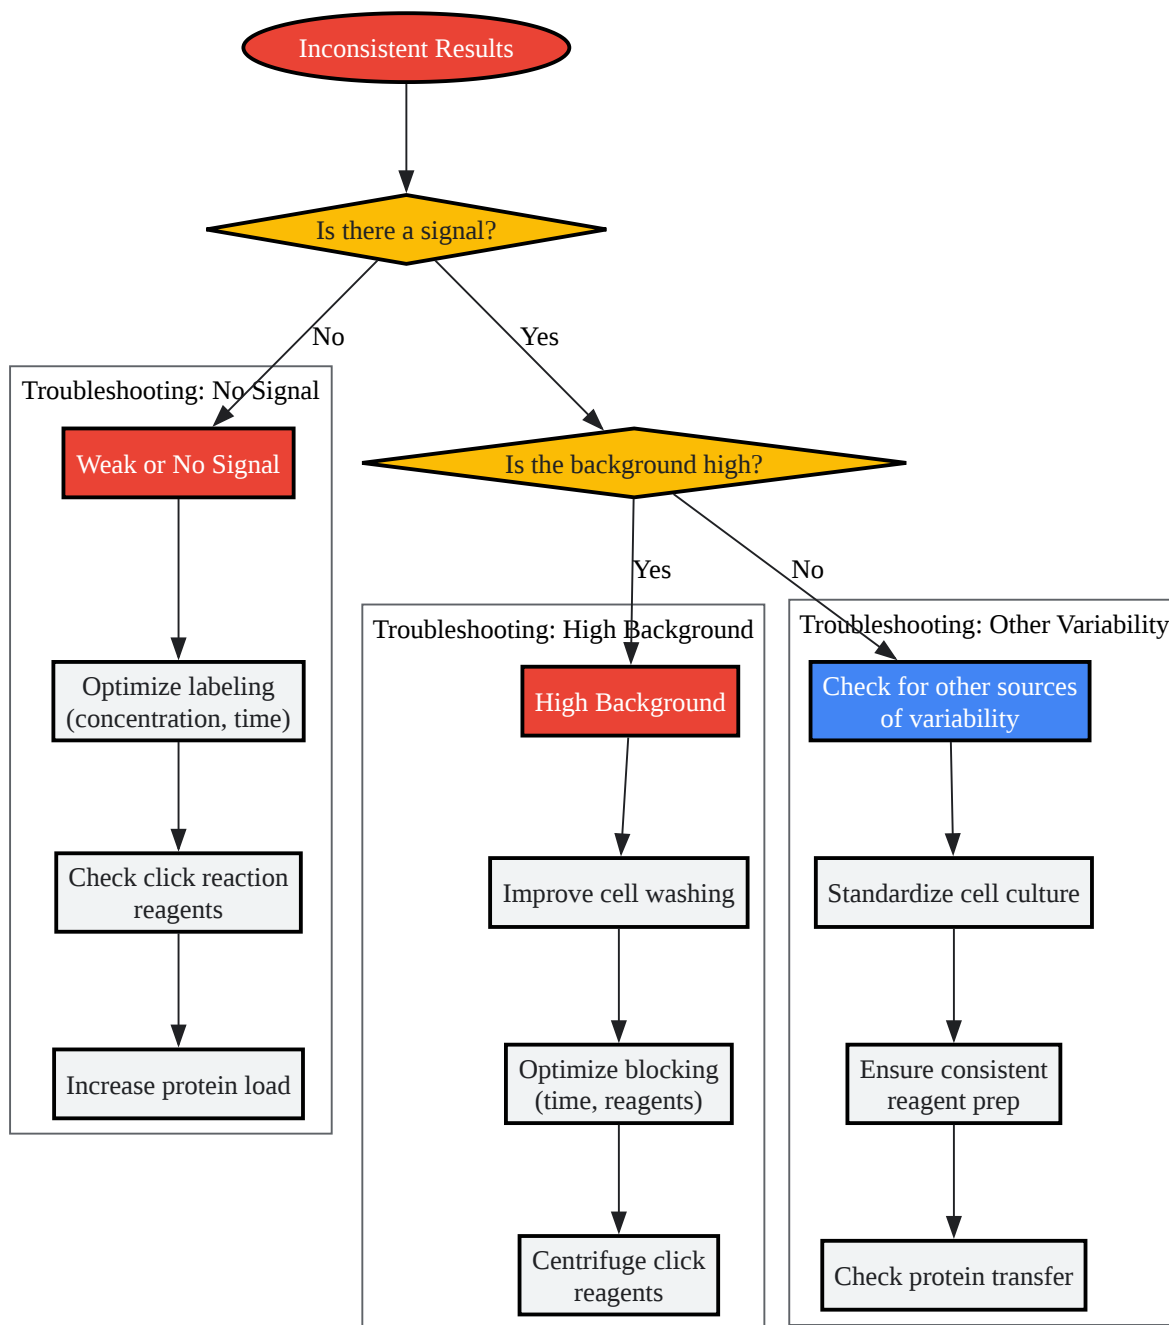 Inconsistent Results
Is there a signal?
No
Yes
Troubleshooting: No Signal
Weak or No Signal
Optimize labeling
(concentration, time)
Check click reaction
reagents
Increase protein load
Is the background high?
Yes
No
Troubleshooting: High Background
High Background
Improve cell washing
Optimize blocking
(time, reagents)
Centrifuge click
reagents
Troubleshooting: Other Variability
Check for other sources
of variability
Standardize cell culture
Ensure consistent
reagent prep
Check protein transfer